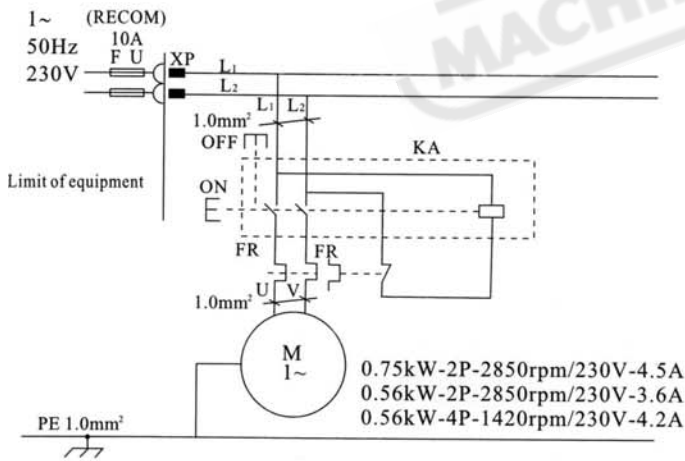 1~ (RECOM)
50Hz 10A
F U XP
230V
L1
L2
L1 L2
1.0mm²
OFF
KA
Limit of equipment
ON
FR FR
U V
1.0mm²
M
1~
0.75kW-2P-2850rpm/230V-4.5A
0.56kW-2P-2850rpm/230V-3.6A
0.56kW-4P-1420rpm/230V-4.2A
PE 1.0mm²